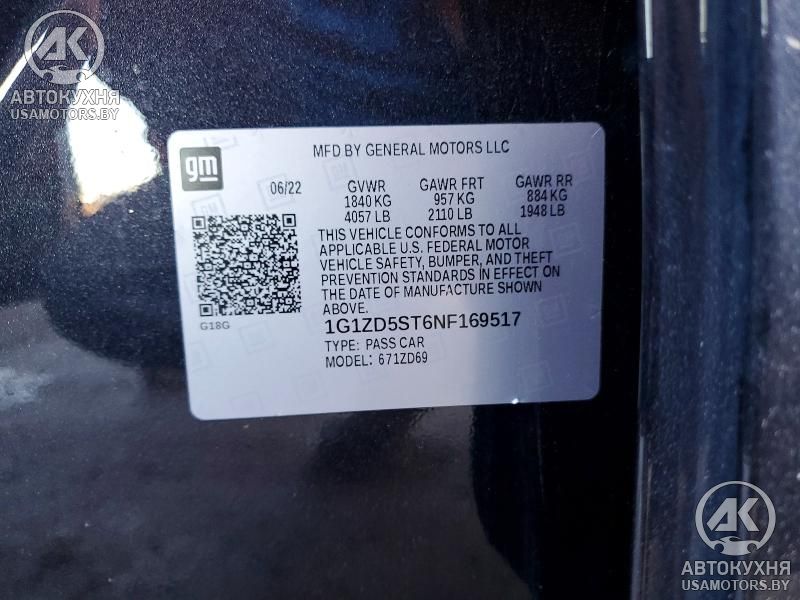 АК
АВТОКУХНЯ
USAMOTORS.BY
gm
MFD BY GENERAL MOTORS LLC
06/22 GVWR GAWR FRT GAWR RR
1840 KG 957 KG 884 KG
4057 LB 2110 LB 1948 LB
THIS VEHICLE CONFORMS TO ALL
APPLICABLE U.S. FEDERAL MOTOR
VEHICLE SAFETY, BUMPER, AND THEFT
PREVENTION STANDARDS IN EFFECT ON
THE DATE OF MANUFACTURE SHOWN
ABOVE.
G18G
1G1ZD5ST6NF169517
TYPE: PASS CAR
MODEL: 671ZD69
АК
АВТОКУХНЯ
USAMOTORS.BY